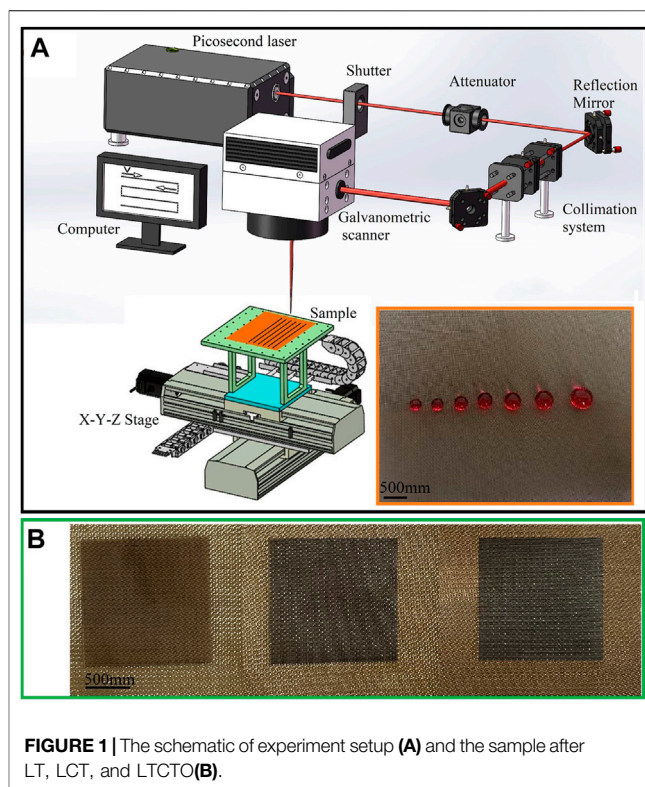 A
Picosecond laser
Shutter
Attenuator
Reflection
Mirror
Computer
V
Galvanometric
scanner
Collimation
system
Sample
X-Y-Z Stage
500mm
B
500mm
FIGURE 1 | The schematic of experiment setup (A) and the sample after
LT, LCT, and LTCTO(B).